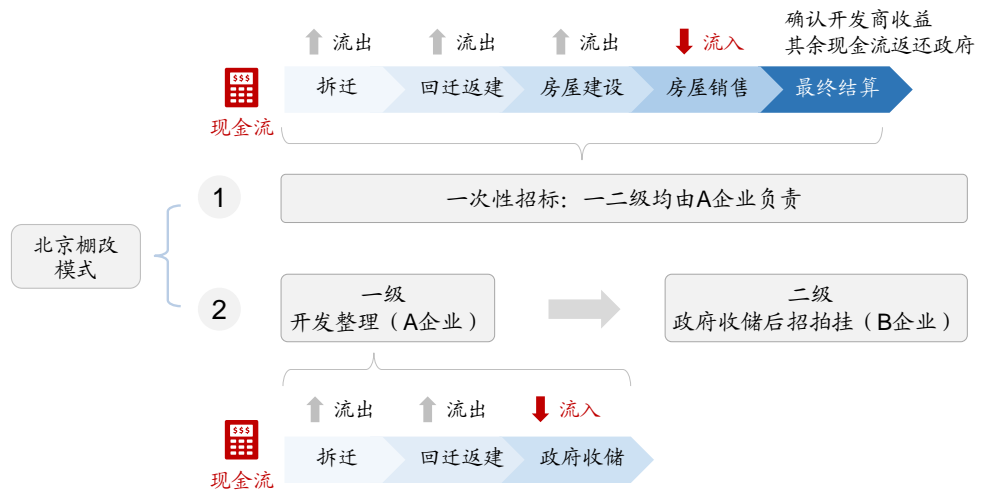 确认开发商收益
其余现金流返还政府
流出
流出
流出
流入
$$$
拆迁
回迁返建
房屋建设
房屋销售
最终结算
现金流
1
一次性招标：一二级均由A企业负责
北京棚改
模式
2
一级
开发整理（A企业）
二级
政府收储后招拍挂（B企业）
流出
流出
流入
$$$
拆迁
回迁返建
政府收储
现金流